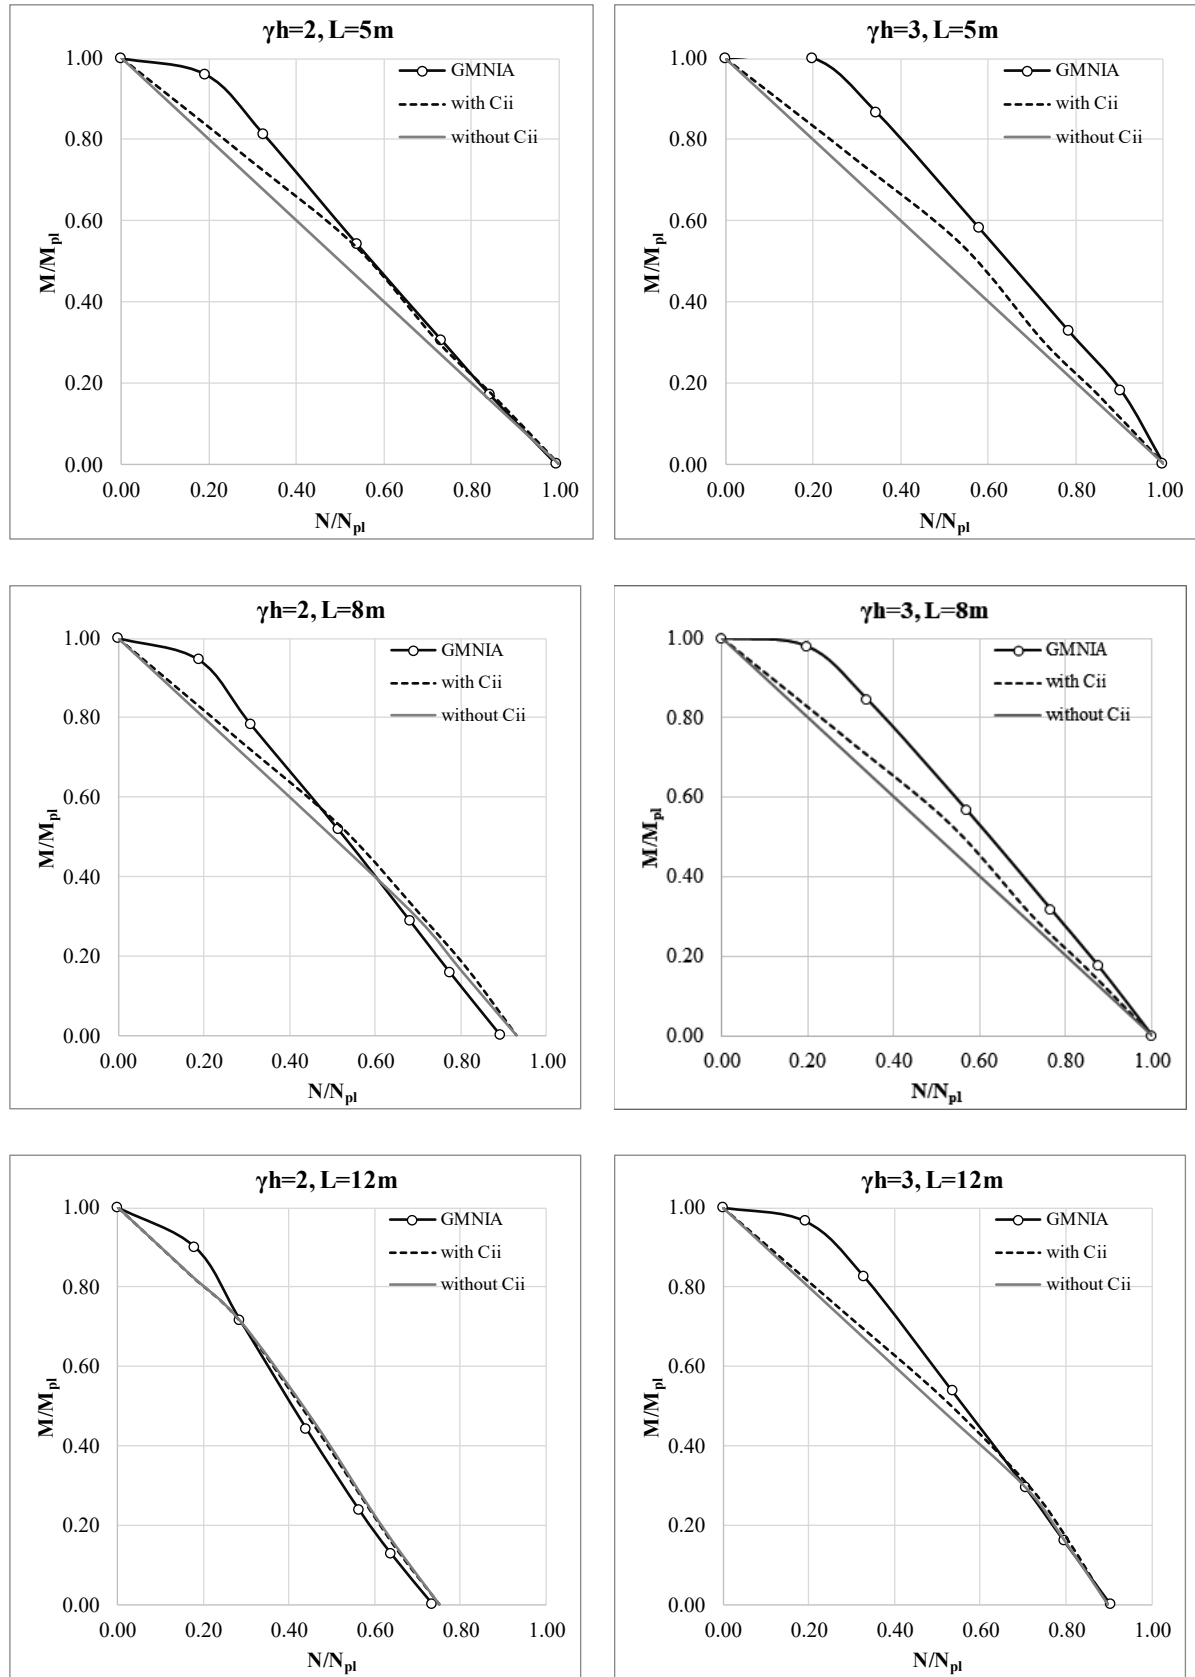 γh=2, L=5m
1.00
0.80
0.60
0.40
0.20
0.00
M/Mpl
GMNIA
with Cii
without Cii
0.00 0.20 0.40 0.60 0.80 1.00
N/Npl
γh=3, L=5m
1.00
0.80
0.60
0.40
0.20
0.00
M/Mpl
GMNIA
with Cii
without Cii
0.00 0.20 0.40 0.60 0.80 1.00
N/Npl
γh=2, L=8m
1.00
0.80
0.60
0.40
0.20
0.00
M/Mpl
GMNIA
with Cii
without Cii
0.00 0.20 0.40 0.60 0.80 1.00
N/Npl
γh=3, L=8m
1.00
0.80
0.60
0.40
0.20
0.00
M/Mpl
GMNIA
with Cii
without Cii
0.00 0.20 0.40 0.60 0.80 1.00
N/Npl
γh=2, L=12m
1.00
0.80
0.60
0.40
0.20
0.00
M/Mpl
GMNIA
with Cii
without Cii
0.00 0.20 0.40 0.60 0.80 1.00
N/Npl
γh=3, L=12m
1.00
0.80
0.60
0.40
0.20
0.00
M/Mpl
GMNIA
with Cii
without Cii
0.00 0.20 0.40 0.60 0.80 1.00
N/Npl